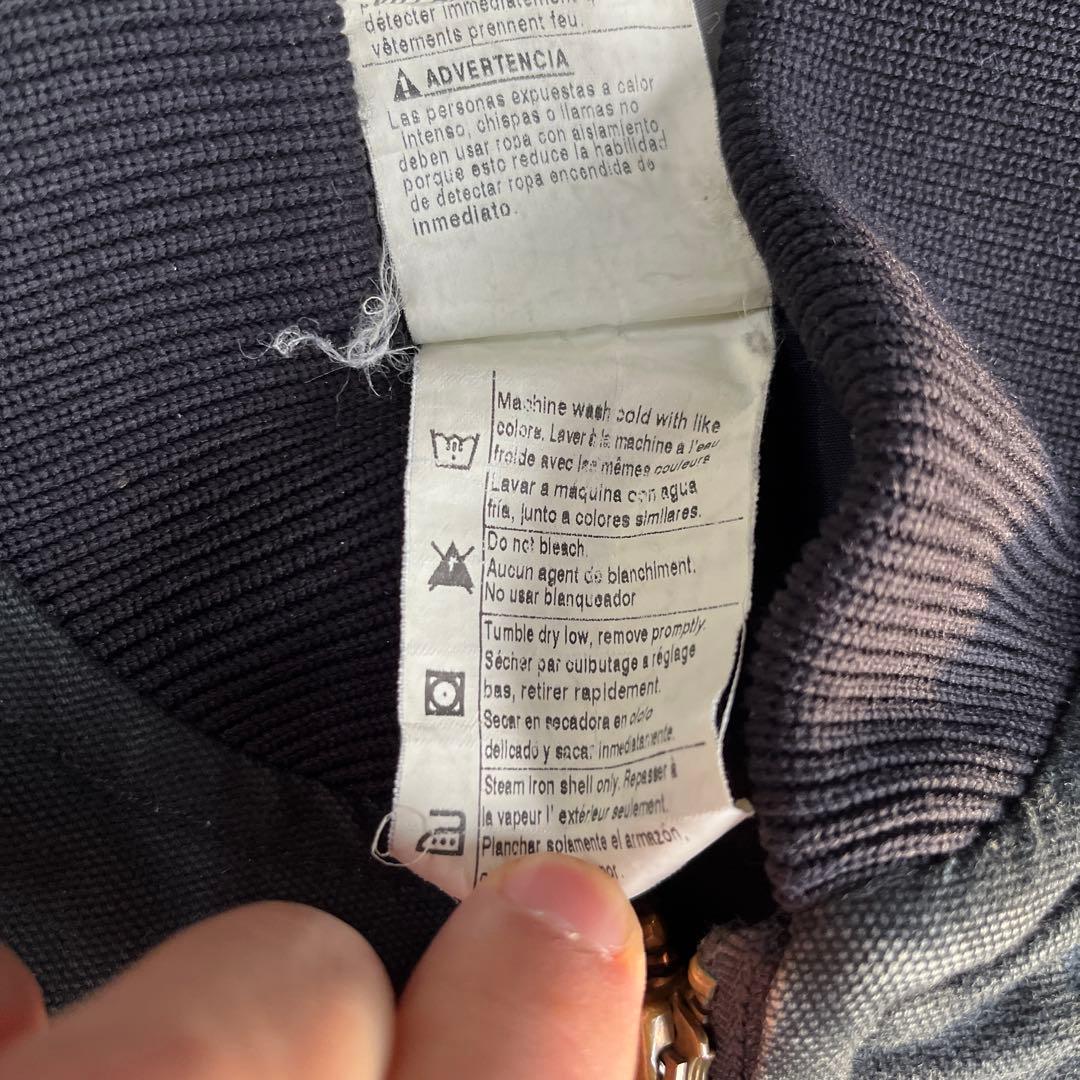 détecter immédiatement
vêtements prennent feu.
ADVERTENCIA
Las personas expuestas a calor
intenso, chispas o llamas no
deben usar ropa con aislamiento,
porque esto reduce la habilidad
de detectar ropa encendida de
inmediato.
Machine wash cold with like
colors. Laver à la machine a l'eau
froide avec les mêmes couleurs
Lavar a máquina con agua
fria, junto a colores similares.
Do not bleach.
Aucun agent de blanchiment.
No usar blanqueador
Tumble dry low, remove promptly.
Sécher par culbutage a réglage
bas, retirer rapidement.
Secar en secadora en ciclo
delicado y sacar inmediatamente.
Steam Iron shell only. Repasser à
la vapeur l' extérieur seulement.
Planchar solamente el armazón,